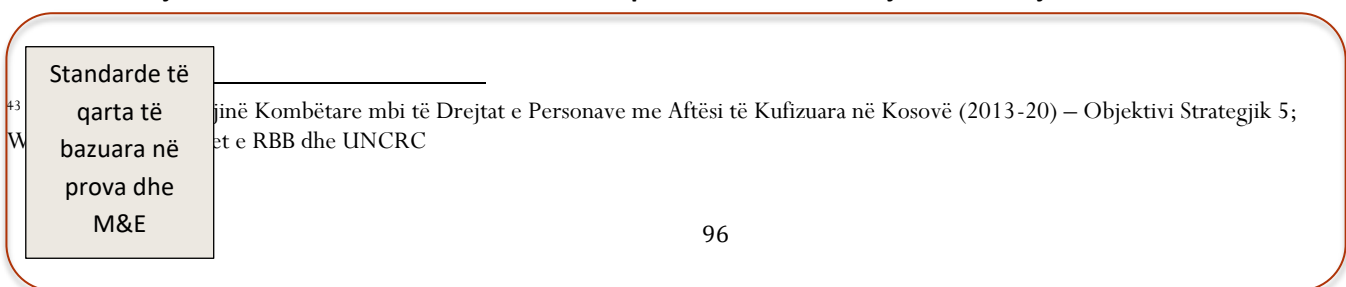 Standarde të
qarta të
bazuara në
prova dhe
M&E
43 jinë Kombëtare mbi të Drejtat e Personave me Aftësi të Kufizuara në Kosovë (2013-20) – Objektivi Strategjik 5;
W et e RBB dhe UNCRC
96